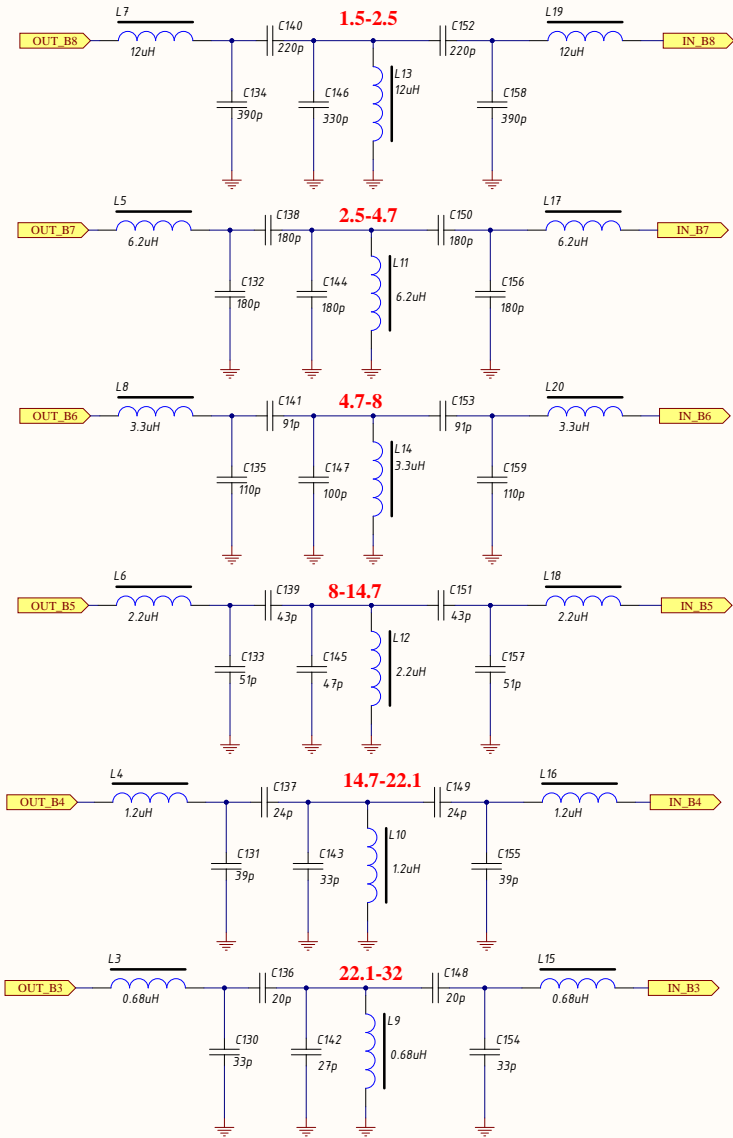 L7
C140
1.5-2.5
C152
L19
OUT_B8
12uH
220p
220p
12uH
IN_B8
C134
390p
C146
330p
L13
12uH
C158
390p
L5
C138
2.5-4.7
C150
L17
OUT_B7
6.2uH
180p
180p
6.2uH
IN_B7
C132
180p
C144
180p
L11
6.2uH
C156
180p
L8
C141
4.7-8
C153
L20
OUT_B6
3.3uH
91p
91p
3.3uH
IN_B6
C135
110p
C147
100p
L14
3.3uH
C159
110p
L6
C139
8-14.7
C151
L18
OUT_B5
2.2uH
43p
43p
2.2uH
IN_B5
C133
51p
C145
47p
L12
2.2uH
C157
51p
L4
C137
14.7-22.1
C149
L16
OUT_B4
1.2uH
24p
24p
1.2uH
IN_B4
C131
39p
C143
33p
L10
1.2uH
C155
39p
L3
C136
22.1-32
C148
L15
OUT_B3
0.68uH
20p
20p
0.68uH
IN_B3
C130
33p
C142
27p
L9
0.68uH
C154
33p